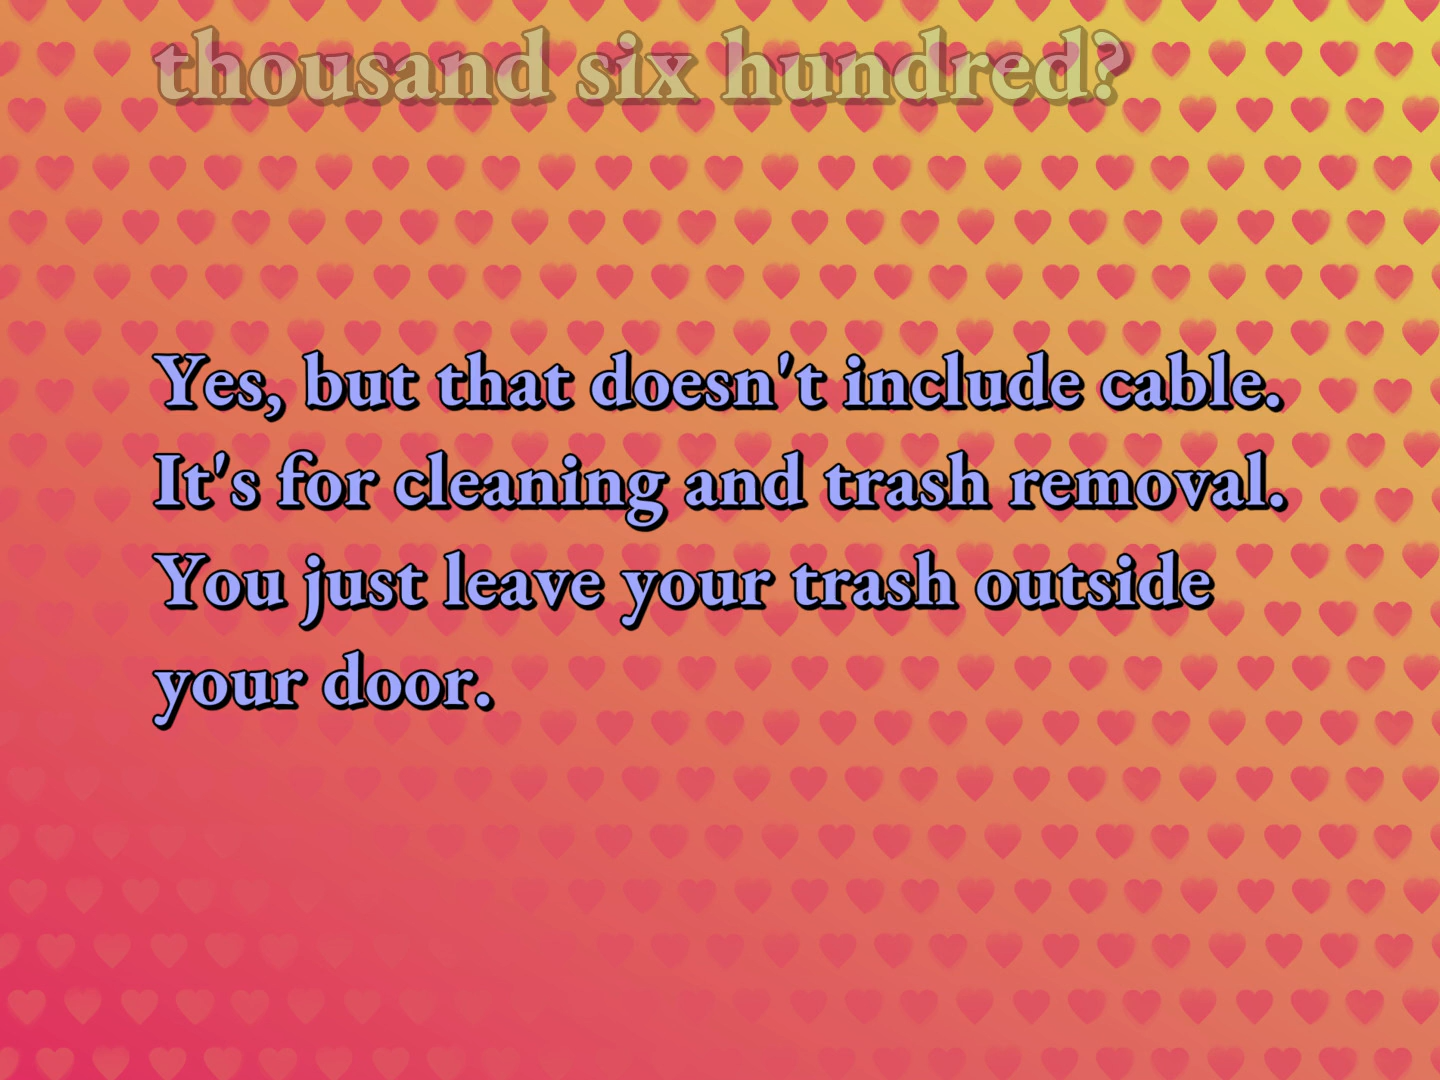 thousand six hundred?
Yes, but that doesn't include cable.
It's for cleaning and trash removal.
You just leave your trash outside
your door.